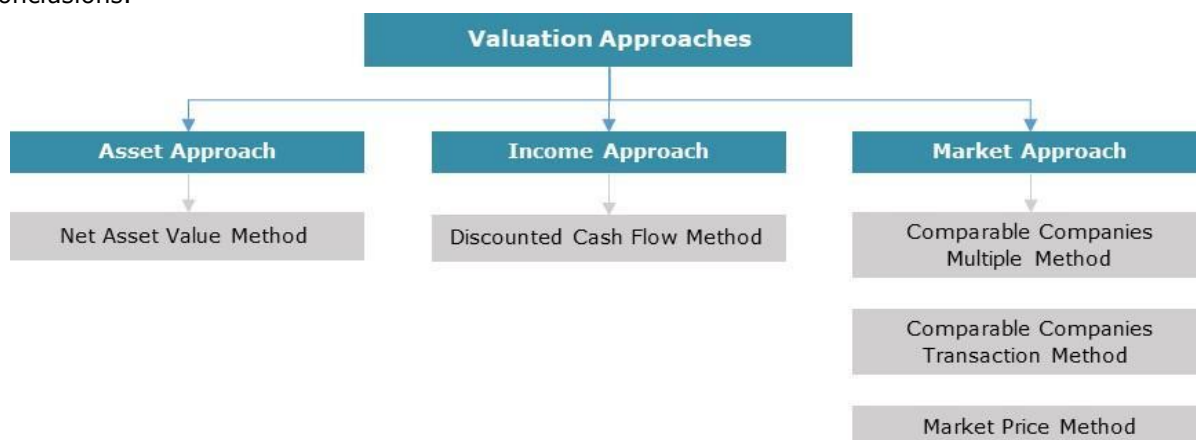 Valuation Approaches
Asset Approach
Income Approach
Market Approach
Net Asset Value Method
Discounted Cash Flow Method
Comparable Companies
Multiple Method
Comparable Companies
Transaction Method
Market Price Method